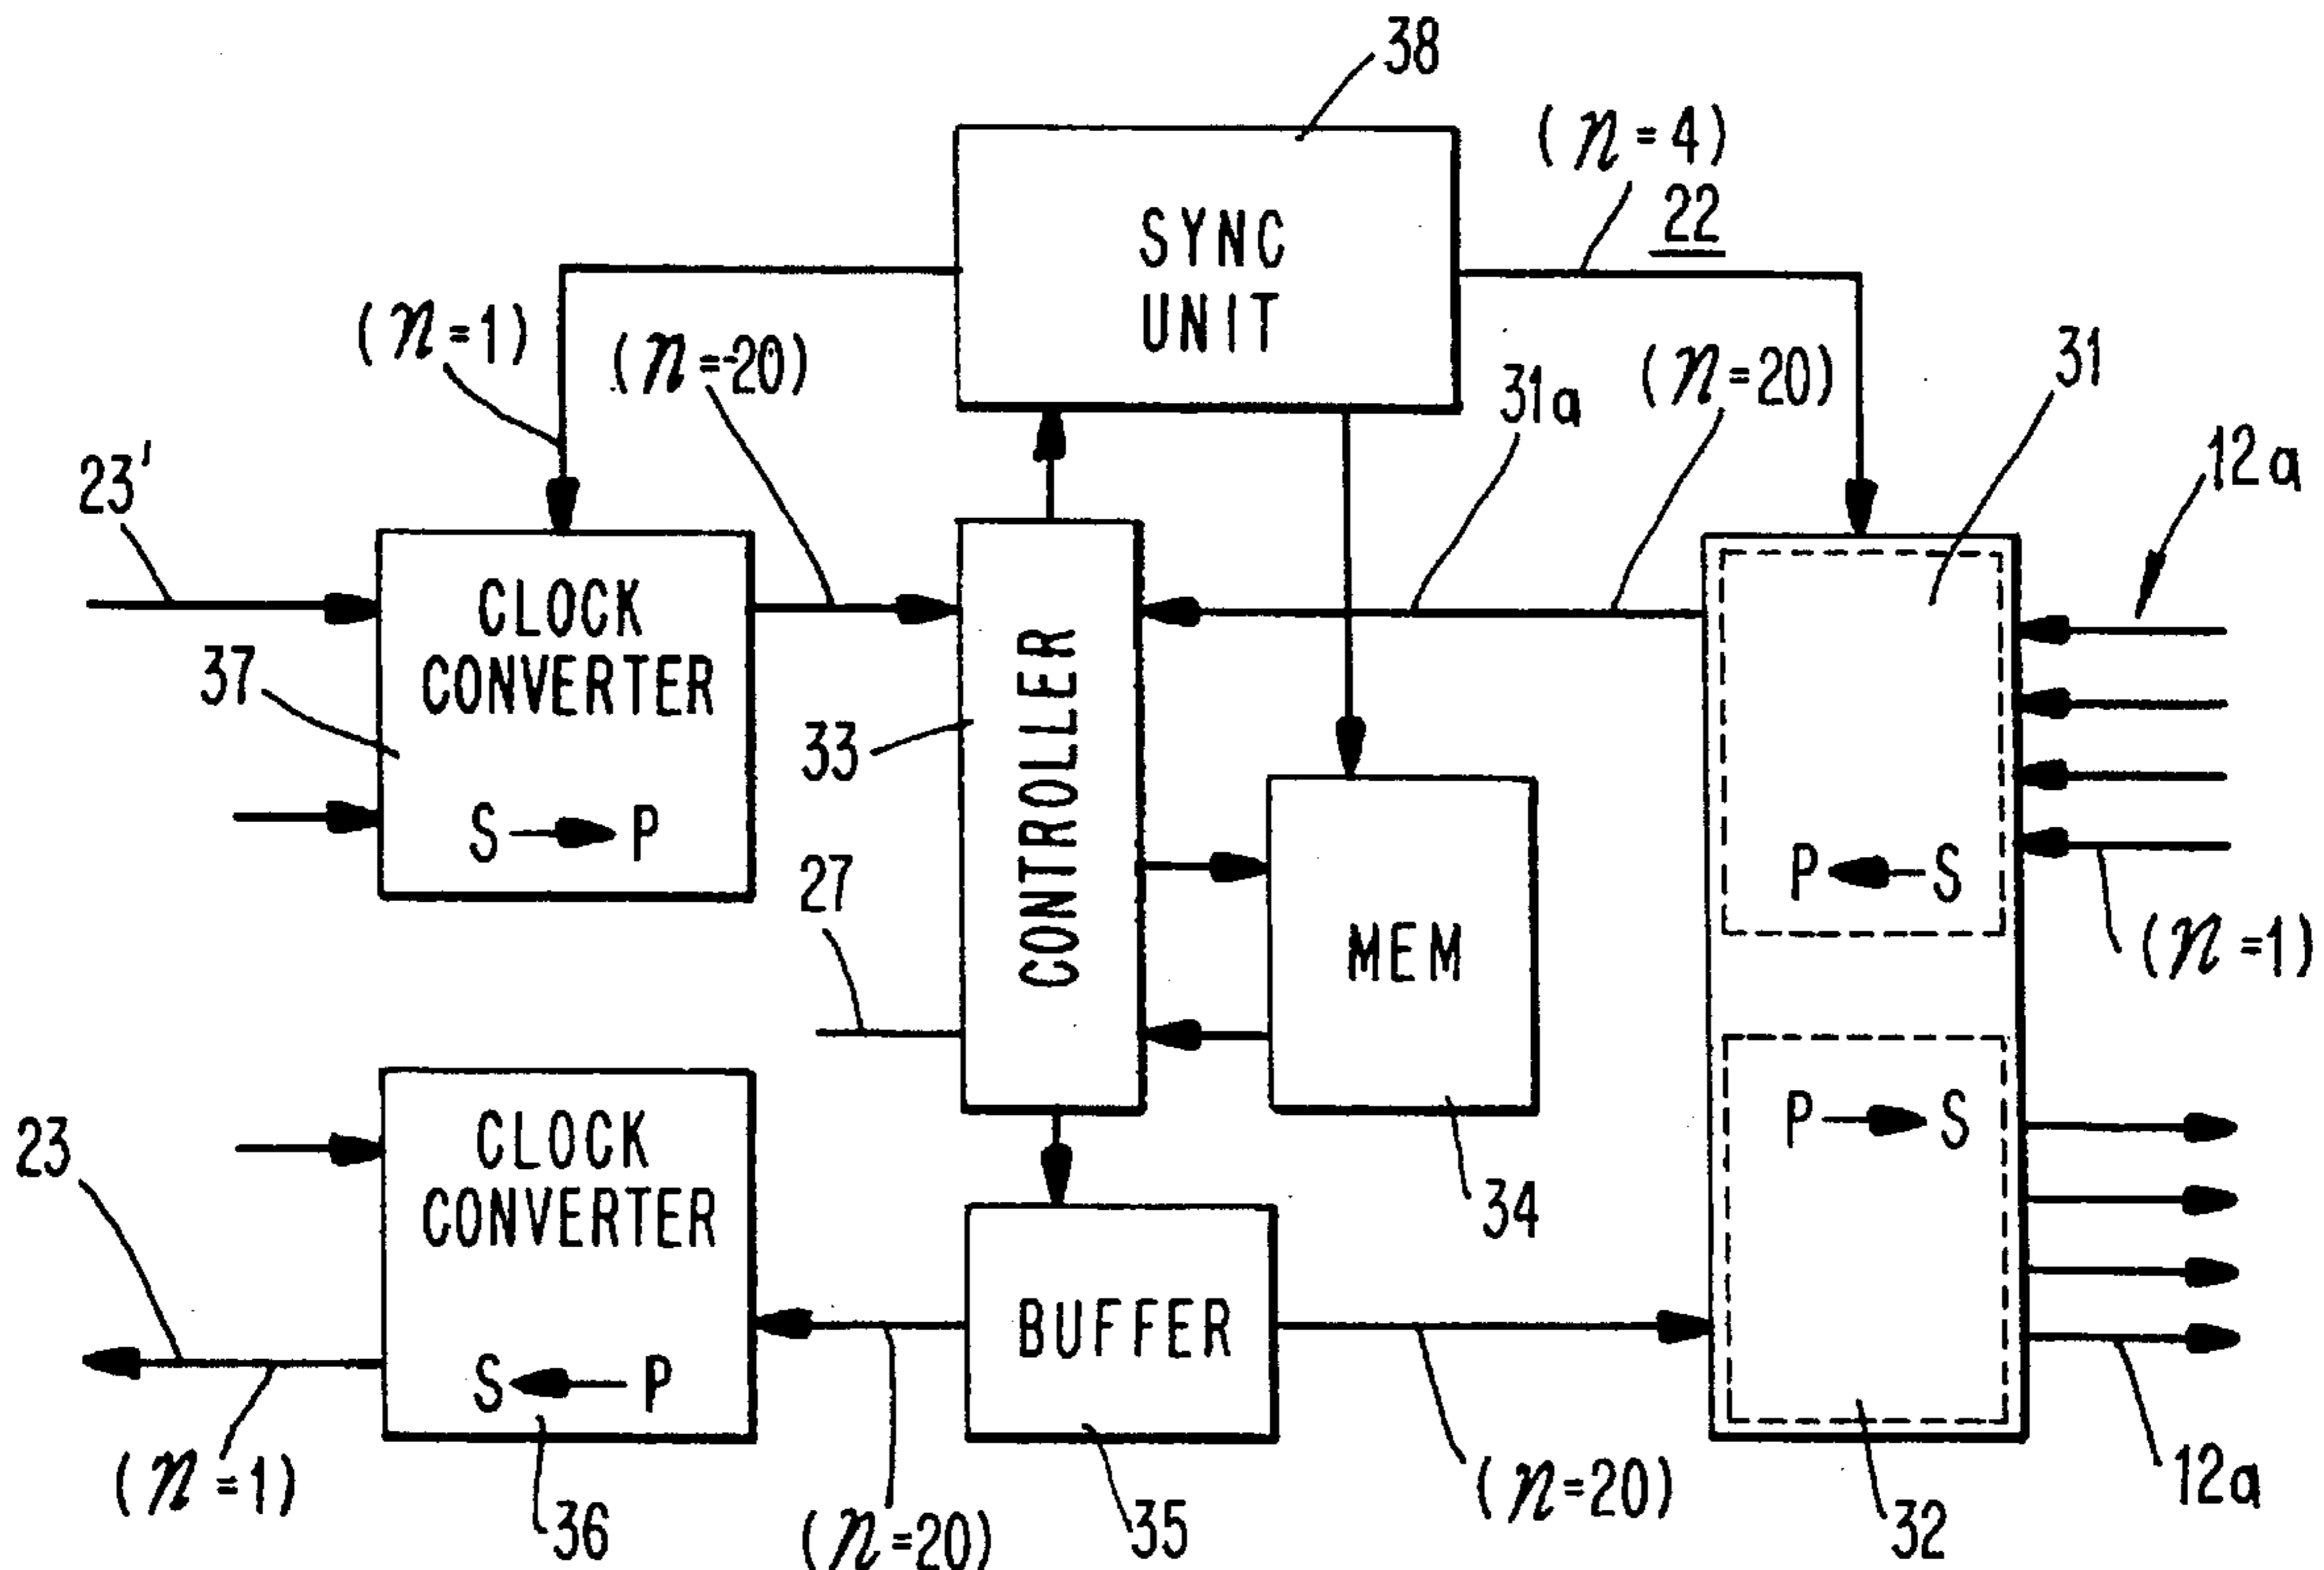 38
(n=4)
22
SYNC
UNIT
(n=1)
(n=20)
31a
(n=20)
31
12a
23'
CLOCK
CONVERTER
37
S P
33
CONTROLLER
27
MEM
P S
(n=1)
34
23
CLOCK
CONVERTER
S P
BUFFER
P S
(n=1)
36
(n=20)
35
(n=20)
32
12a